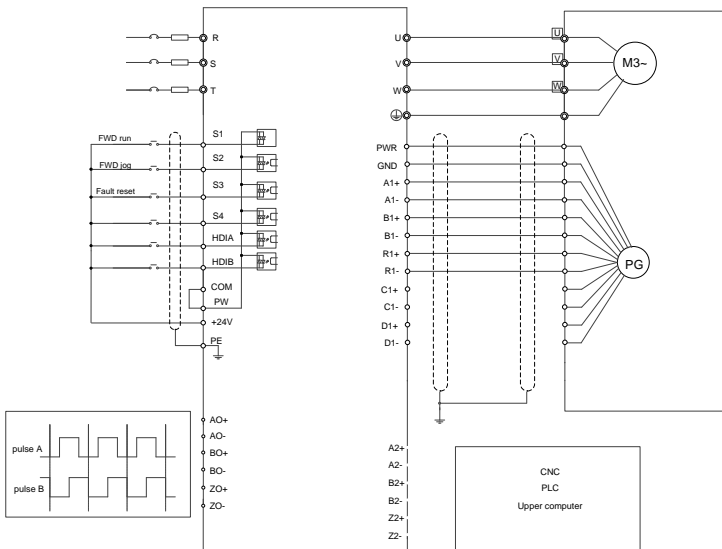 R
S
T
FWD run
S1
FWD jog
S2
Fault reset
S3
S4
HDIA
HDIB
COM
PW
+24V
PE
U
V
W
U
V
W
M3~
PWR
GND
A1+
A1-
B1+
B1-
R1+
R1-
C1+
C1-
D1+
D1-
PG
pulse A
pulse B
AO+
AO-
BO+
BO-
ZO+
ZO-
A2+
A2-
B2+
B2-
Z2+
Z2-
CNC
PLC
Upper computer